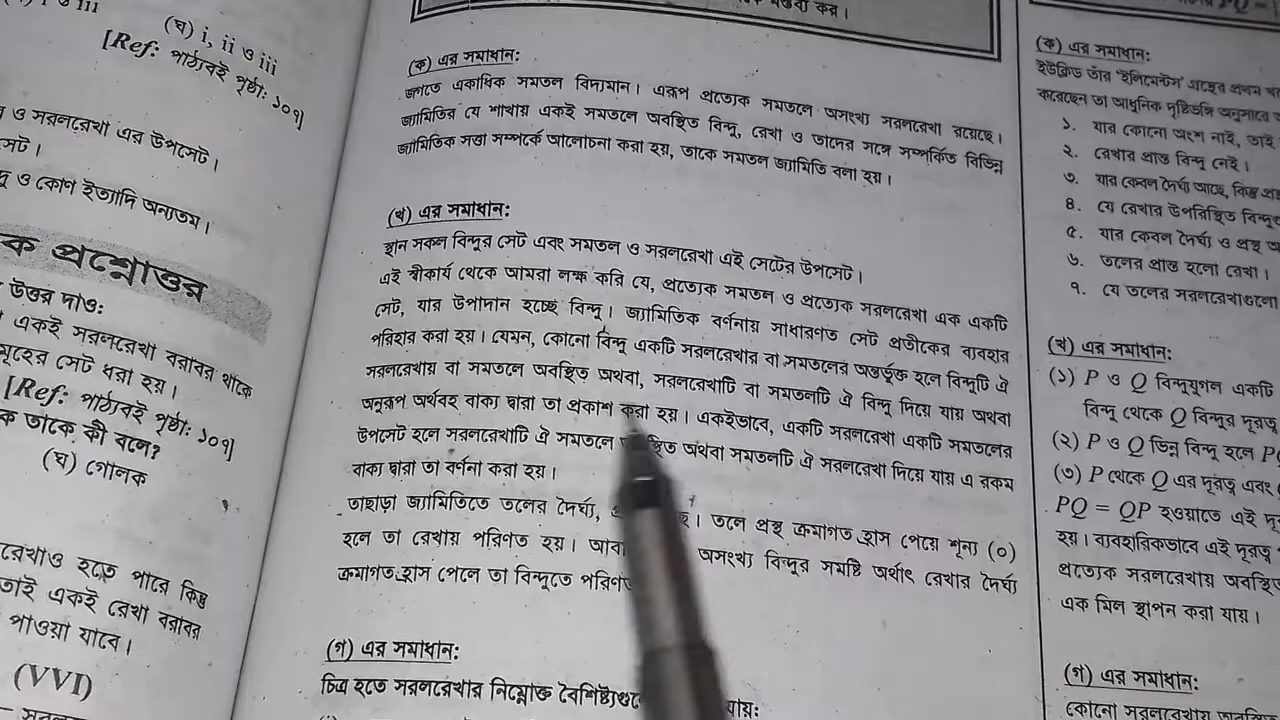 ও iii
(ঘ) i, ii ও iii
[Ref: পাঠ্যবই পৃষ্ঠা: ১০৭]
ও সরলরেখা এর উপসেট।
সেট।
ও কোণ ইত্যাদি অন্যতম।
ক প্রশ্নোত্তর
উত্তর দাও:
একই সরলরেখা বরাবর থাকে
সমূহের সেট ধরা হয়।
[Ref: পাঠ্যবই পৃষ্ঠা: ১০৭]
ক তাকে কী বলে?
(ঘ) গোলক
রেখাও হতে পারে কিন্তু
তাই একই রেখা বরাবর
পাওয়া যাবে।
(VVI)
মন্তব্য কর।
(ক) এর সমাধান:
জগতে একাধিক সমতল বিদ্যমান। এরূপ প্রত্যেক সমতলে অসংখ্য সরলরেখা রয়েছে।
জ্যামিতির যে শাখায় একই সমতলে অবস্থিত বিন্দু, রেখা ও তাদের সঙ্গে সম্পর্কিত বিভিন্ন
জ্যামিতিক সত্তা সম্পর্কে আলোচনা করা হয়, তাকে সমতল জ্যামিতি বলা হয়।
(খ) এর সমাধান:
স্থান সকল বিন্দুর সেট এবং সমতল ও সরলরেখা এই সেটের উপসেট।
এই স্বীকার্য থেকে আমরা লক্ষ করি যে, প্রত্যেক সমতল ও প্রত্যেক সরলরেখা এক একটি
সেট, যার উপাদান হচ্ছে বিন্দু। জ্যামিতিক বর্ণনায় সাধারণত সেট প্রতীকের ব্যবহার
পরিহার করা হয়। যেমন, কোনো বিন্দু একটি সরলরেখার বা সমতলের অন্তর্ভুক্ত হলে বিন্দুটি ঐ
সরলরেখায় বা সমতলে অবস্থিত অথবা, সরলরেখাটি বা সমতলটি ঐ বিন্দু দিয়ে যায় অথবা
অনুরূপ অর্থবহ বাক্য দ্বারা তা প্রকাশ করা হয়। একইভাবে, একটি সরলরেখা একটি সমতলের
উপসেট হলে সরলরেখাটি ঐ সমতলে অথবা সমতলটি ঐ সরলরেখা দিয়ে যায় এ রকম
বাক্য দ্বারা তা বর্ণনা করা হয়।
তাছাড়া জ্যামিতিতে তলের দৈর্ঘ্য, । তলে প্রস্থ ক্রমাগত হ্রাস পেয়ে শূন্য (০)
হলে তা রেখায় পরিণত হয়। অসংখ্য বিন্দুর সমষ্টি অর্থাৎ রেখার দৈর্ঘ্য
ক্রমাগত হ্রাস পেলে তা বিন্দুতে
(গ) এর সমাধান:
চিত্র হতে সরলরেখার নিম্নোক্ত যায়:
(ক) এর সমাধান:
ইউক্লিড তাঁর 'ইলিমেন্টস' গ্রন্থের প্রথম
করেছেন তা আধুনিক দৃষ্টিভঙ্গি অনুসারে
১. যার কোনো অংশ নাই, তাই
২. রেখার প্রান্ত বিন্দু নেই।
৩. যার কেবল দৈর্ঘ্য আছে, কিন্তু
৪. যে রেখার উপরিস্থিত
৫. যার কেবল দৈর্ঘ্য ও প্রস্থ
৬. তলের প্রান্ত হলো রেখা।
৭. যে তলের সরলরেখাগুলো
(খ) এর সমাধান:
(১) P ও Q বিন্দুযুগল একটি
বিন্দু থেকে Q বিন্দুর দূরত্ব
(২) P ও Q ভিন্ন বিন্দু হলে
(৩) P থেকে Q এর দূরত্ব এবং
PQ = QP হওয়াতে এই
হয়। ব্যবহারিকভাবে এই দূরত্ব
প্রত্যেক সরলরেখায়
এক মিল স্থাপন করা যায়।
(গ) এর সমাধান:
কোনো সরলরেখায়